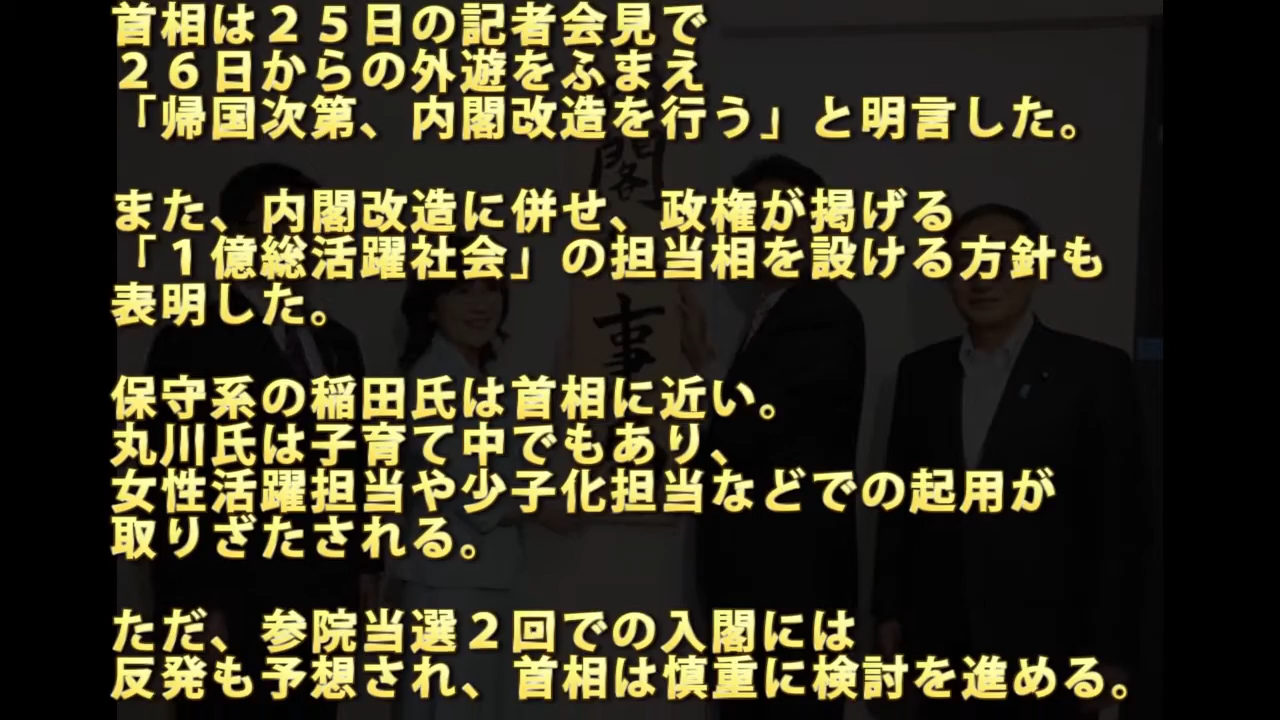 首相は２５日の記者会見で
２６日からの外遊をふまえ
「帰国次第、内閣改造を行う」と明言した。
また、内閣改造に併せ、政権が掲げる
「１億総活躍社会」の担当相を設ける方針も
表明した。
保守系の稲田氏は首相に近い。
丸川氏は子育て中でもあり、
女性活躍担当や少子化担当などでの起用が
取りざたされる。
ただ、参院当選２回での入閣には
反発も予想され、首相は慎重に検討を進める。
閣
事